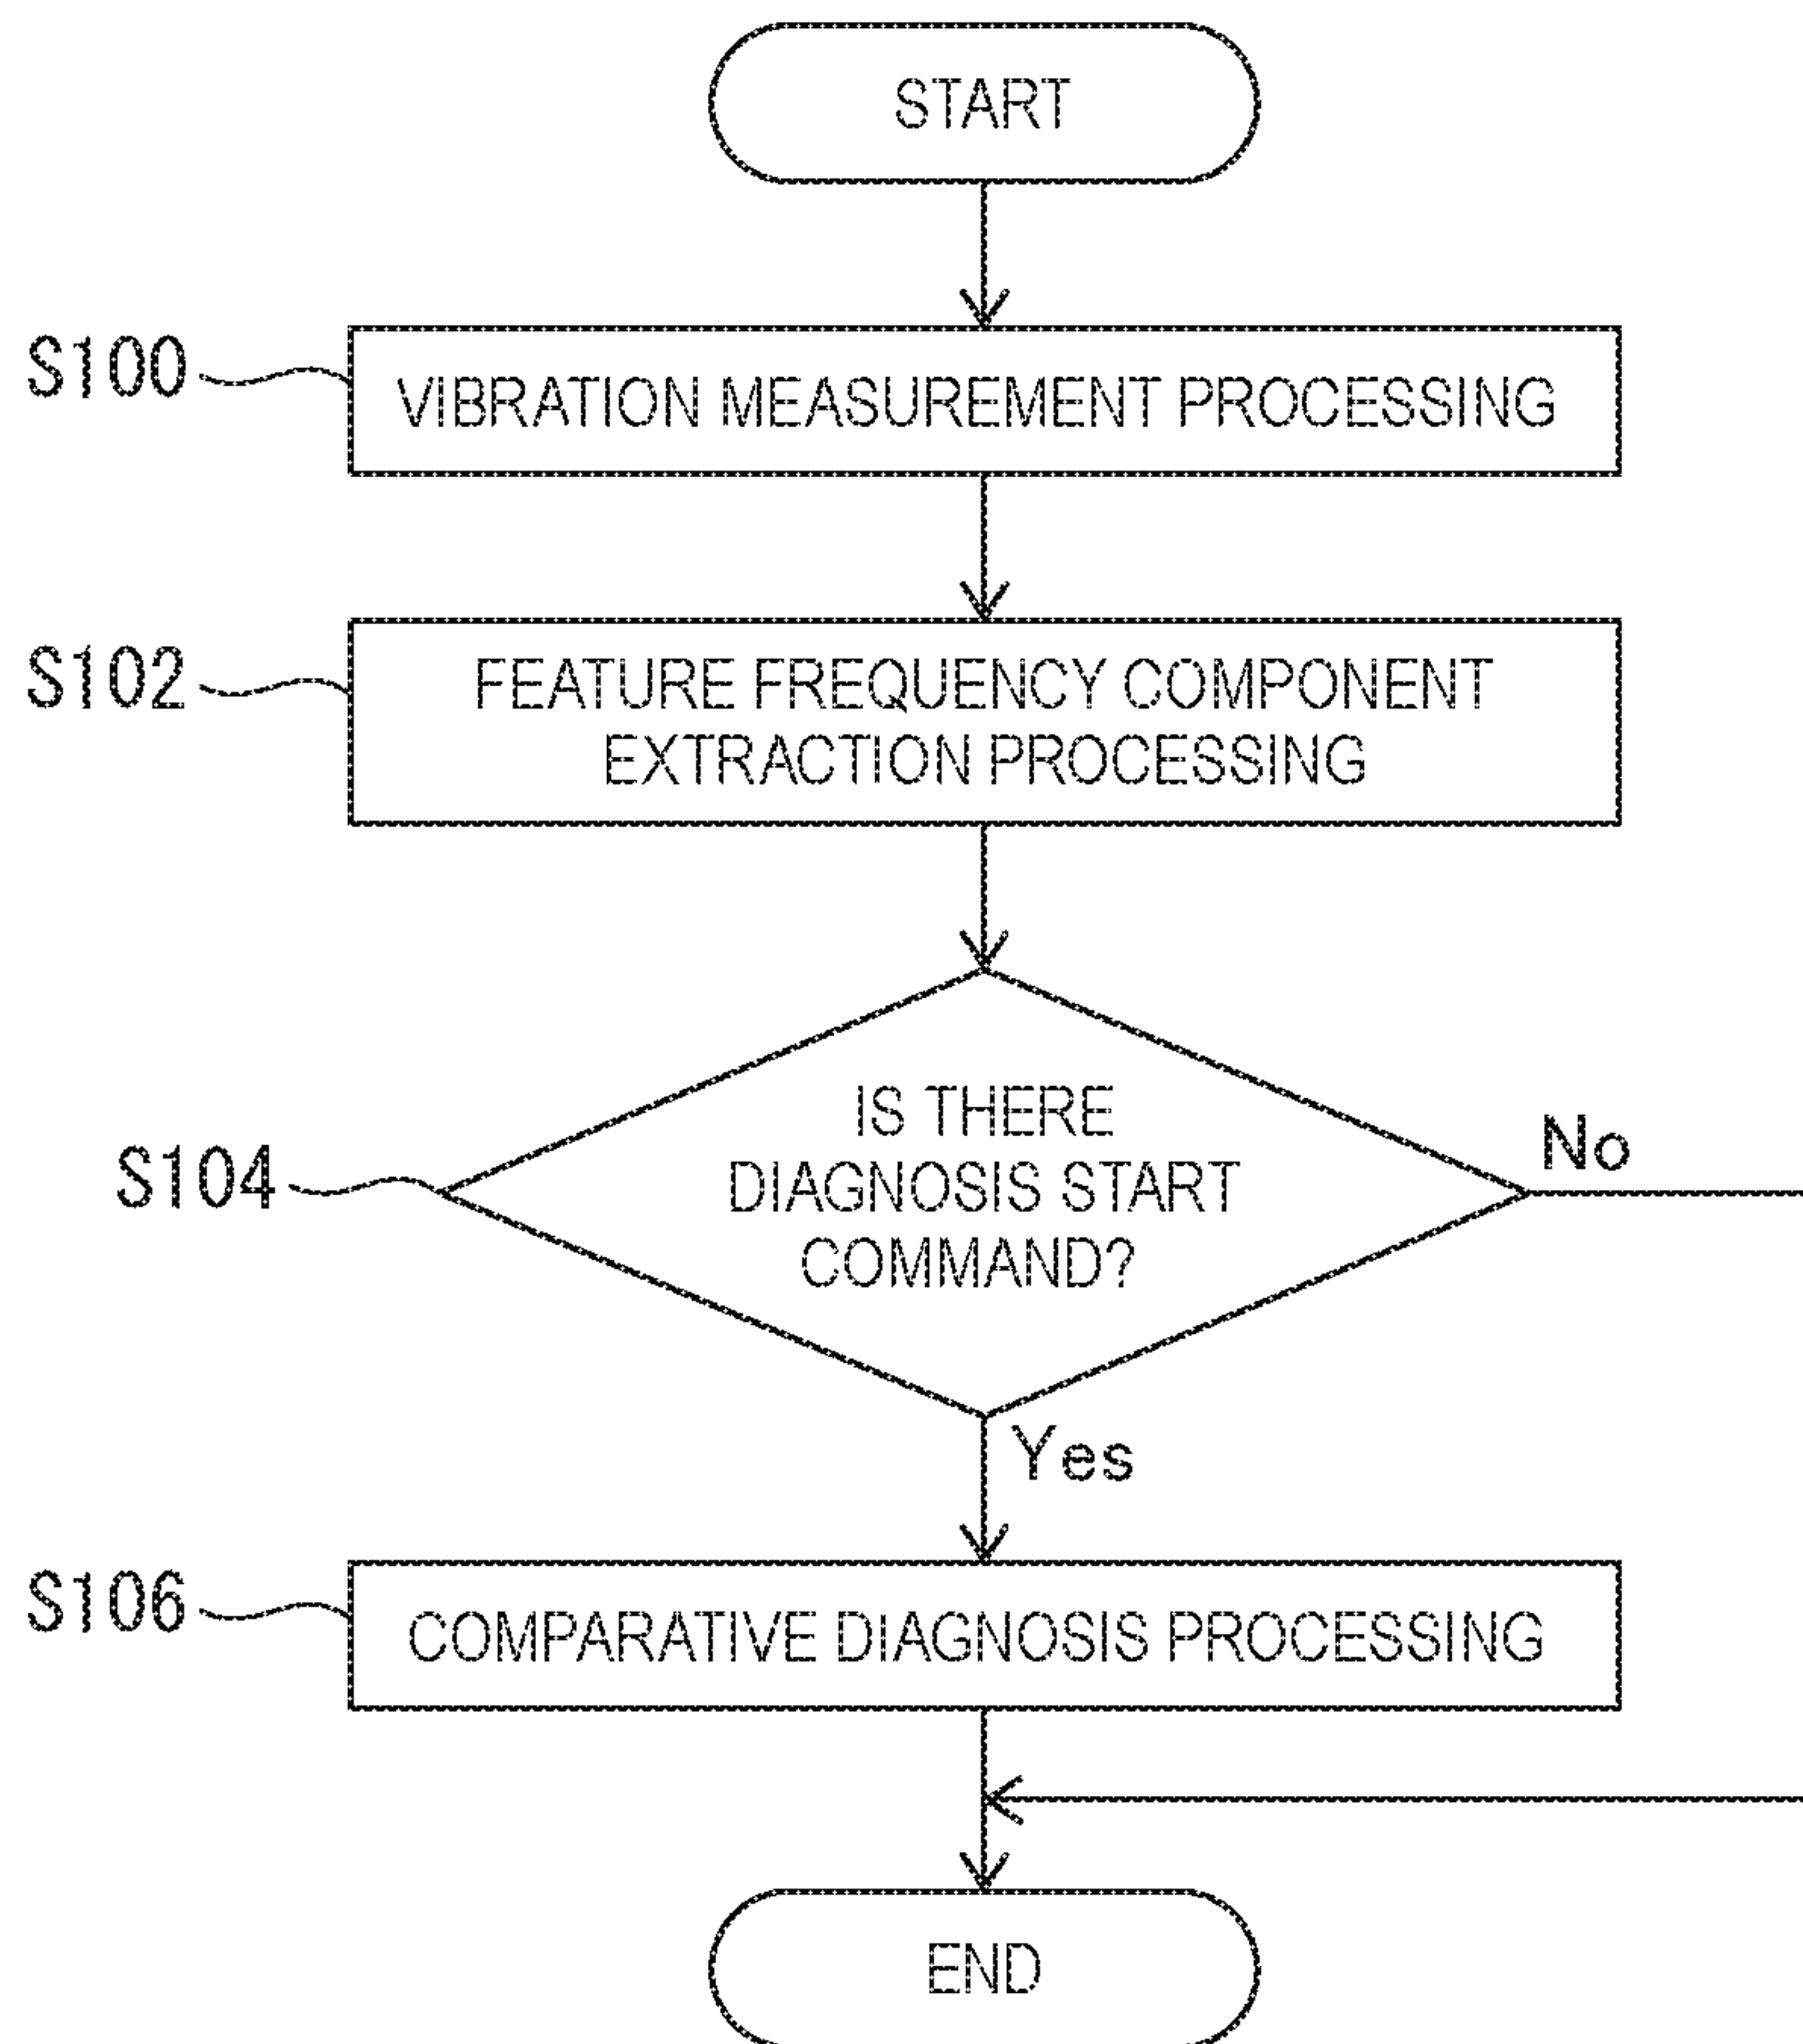 START
S100
VIBRATION MEASUREMENT PROCESSING
S102
FEATURE FREQUENCY COMPONENT
EXTRACTION PROCESSING
S104
IS THERE
DIAGNOSIS START
COMMAND?
No
Yes
S106
COMPARATIVE DIAGNOSIS PROCESSING
END